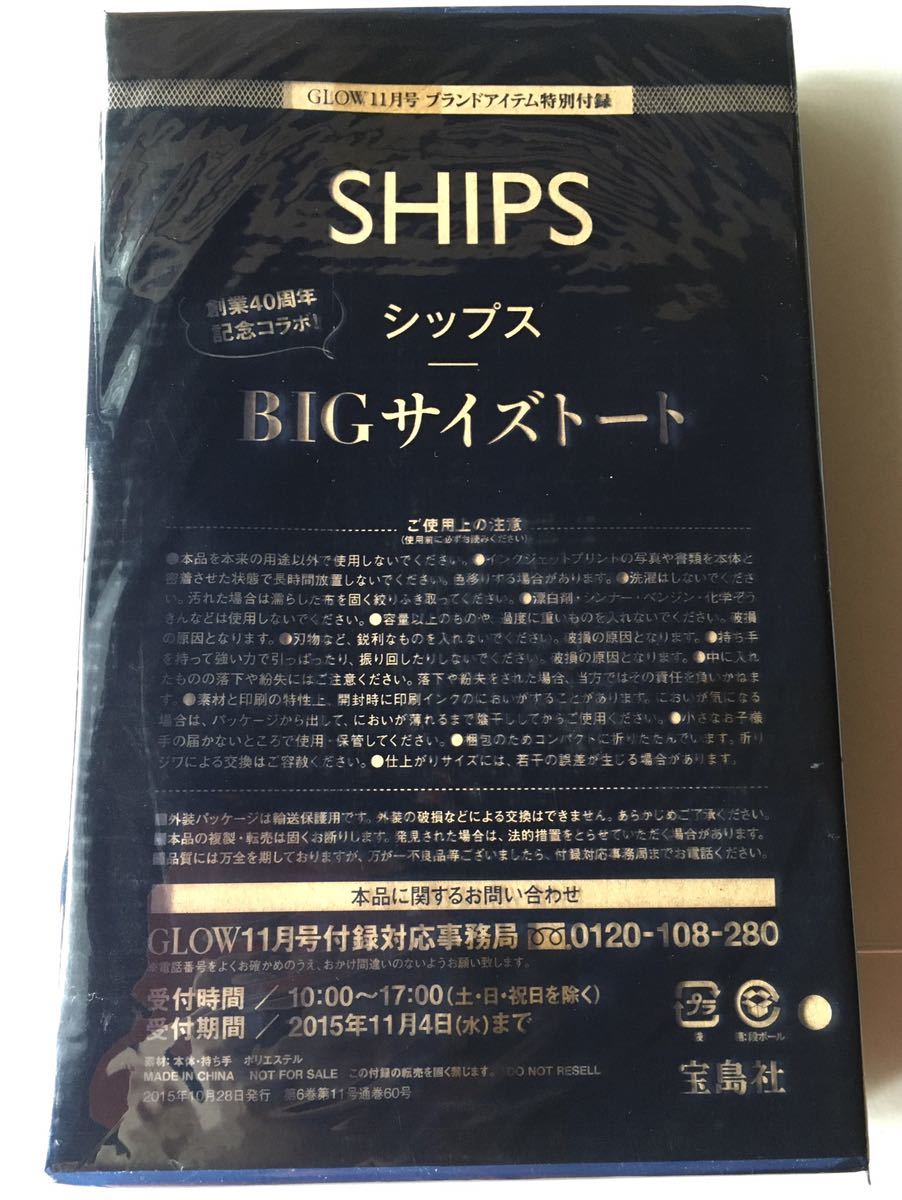 GLOW 11月号 ブランドアイテム特別付録
SHIPS
創業40周年
記念コラボ!
シップス
BIGサイズトート
ご使用上の注意
(使用前に必ずお読みください)
●本品を本来の用途以外で使用しないでください。●インクジェットプリントの写真や書類を本体と
密着させた状態で長時間放置しないでください。色移りする場合があります。●洗濯はしないでくださ
い。汚れた場合は濡らした布を固く絞りふき取ってください。●漂白剤・シンナー・ベンジン・化学ぞう
きんなどは使用しないでください。●容量以上のものや、過度に重いものを入れないでください。破損
の原因となります。●刃物など、鋭利なものを入れないでください。破損の原因となります。●持ち手
を持って強い力で引っぱったり、振り回したりしないでください。破損の原因となります。●中に入れ
たものの落下や紛失にはご注意ください。落下や紛失をされた場合、当方ではその責任を負いかねま
す。●素材と印刷の特性上、開封時に印刷インクのにおいがすることがあります。においが気になる
場合は、パッケージから出して、においが薄れるまで陰干ししてからご使用ください。●小さなお子様の
手の届かないところで使用・保管してください。●梱包のためコンパクトに折りたたんでいます。折り
ジワによる交換はご容赦ください。●仕上がりサイズには、若干の誤差が生じる場合があります。
■外装パッケージは輸送保護用です。外装の破損などによる交換はできません。あらかじめご了承ください。
■本品の複製・転売は固くお断りします。発見された場合は、法的措置をとらせていただく場合があります。
■品質には万全を期しておりますが、万が一不良品等ございましたら、付録対応事務局までお電話ください。
本品に関するお問い合わせ
GLOW11月号付録対応事務局 0120-108-280
※電話番号をよくお確かめのうえ、おかけ間違いのないようお願い致します。
受付時間 / 10:00〜17:00(土・日・祝日を除く)
受付期間 / 2015年11月4日(水)まで
プラ
袋
箱:段ボール
素材:本体・持ち手 ポリエステル
MADE IN CHINA NOT FOR SALE この付録の転売を固く禁じます。 DO NOT RESELL
2015年10月28日発行 第6巻第11号通巻60号
宝島社